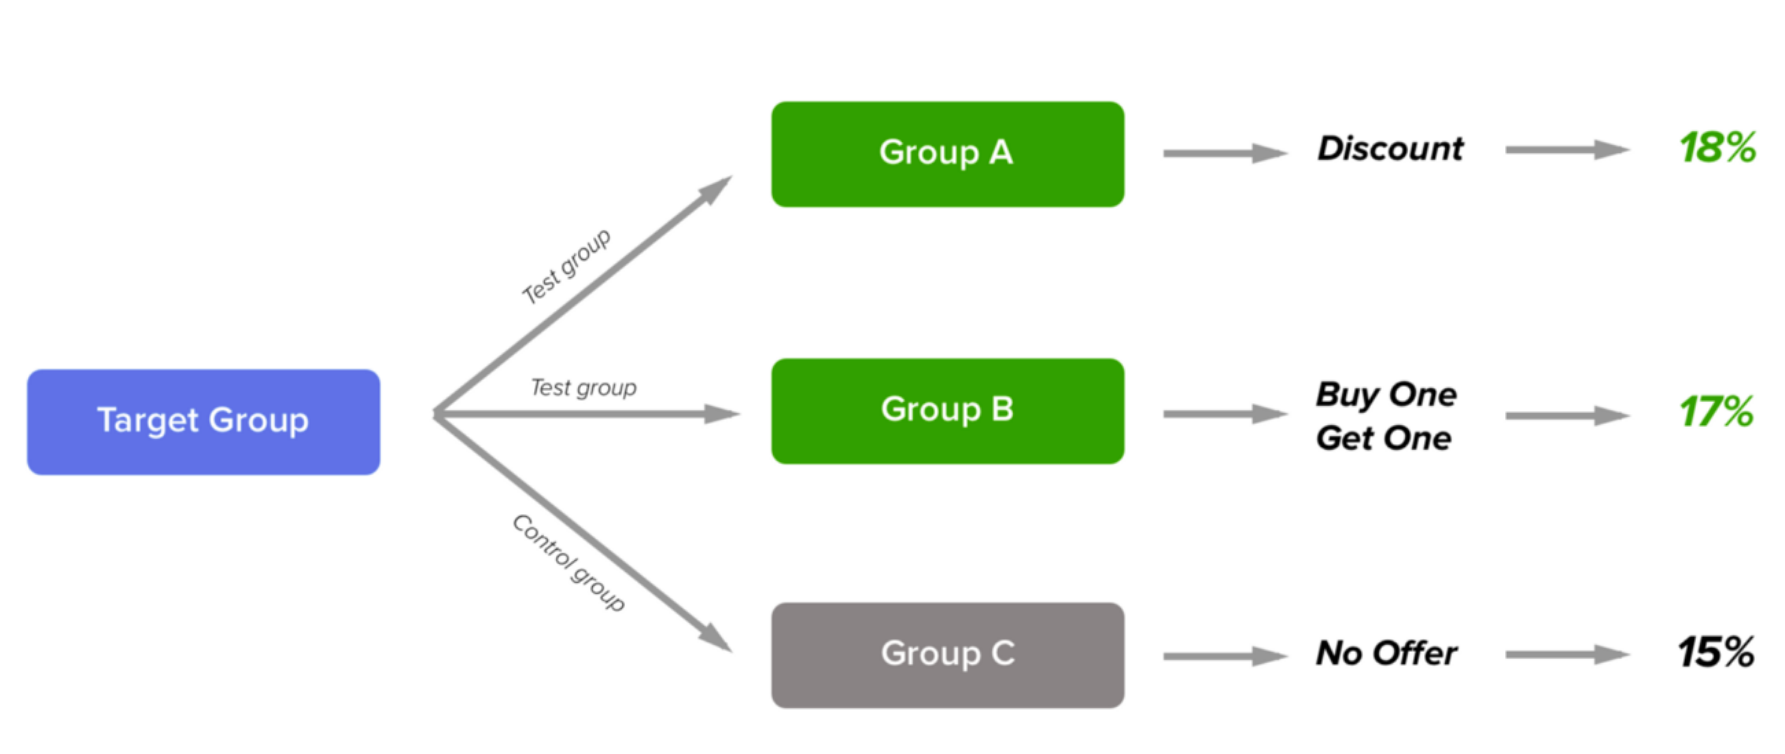 Target Group
Test group
Group A
Discount
18%
Test group
Group B
Buy One
Get One
17%
Control group
Group C
No Offer
15%